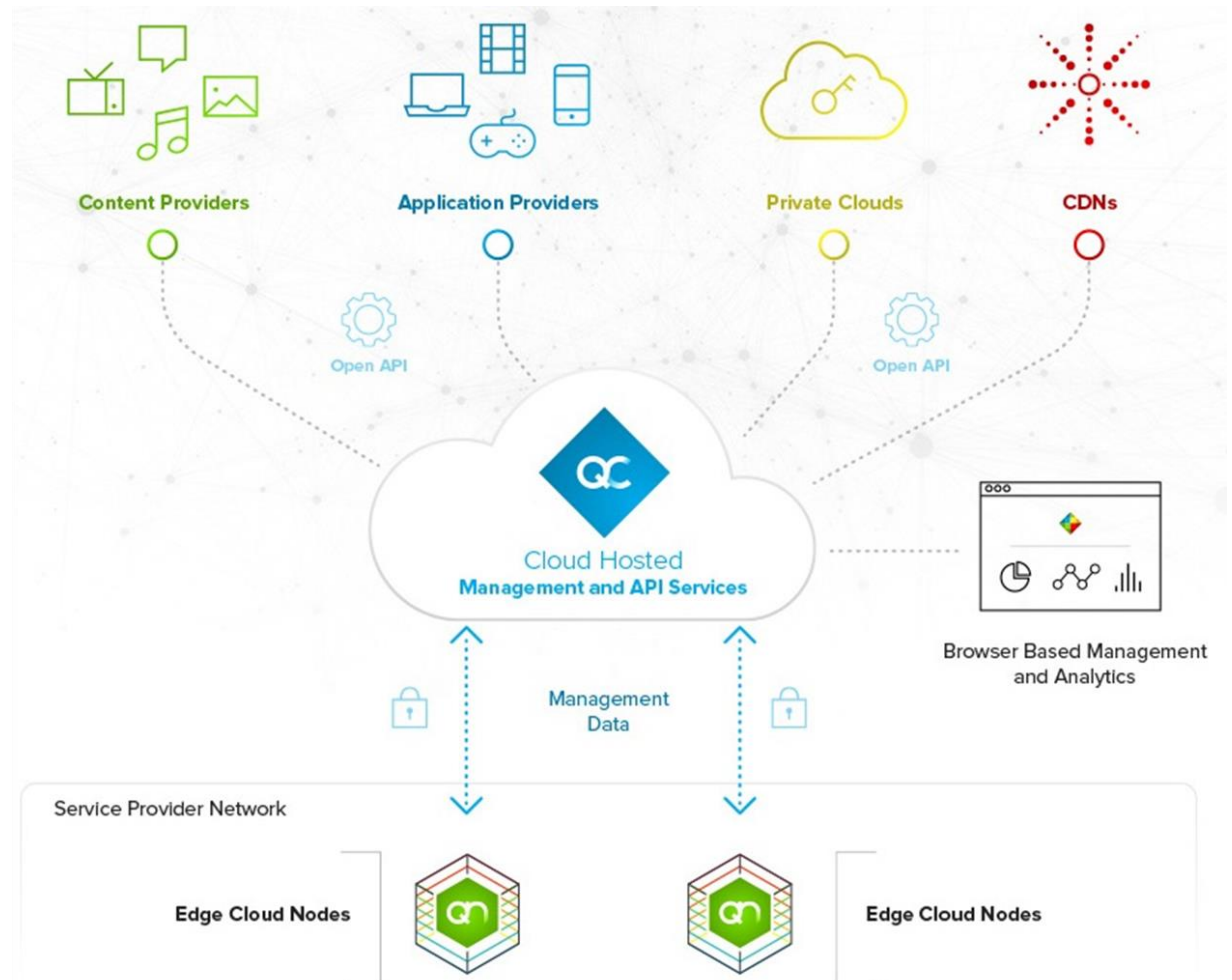 Content Providers
Application Providers
Private Clouds
CDNs
Open API
Open API
QC
Cloud Hosted
Management and API Services
Browser Based Management
and Analytics
Management
Data
Service Provider Network
Edge Cloud Nodes
Qn
Qn
Edge Cloud Nodes